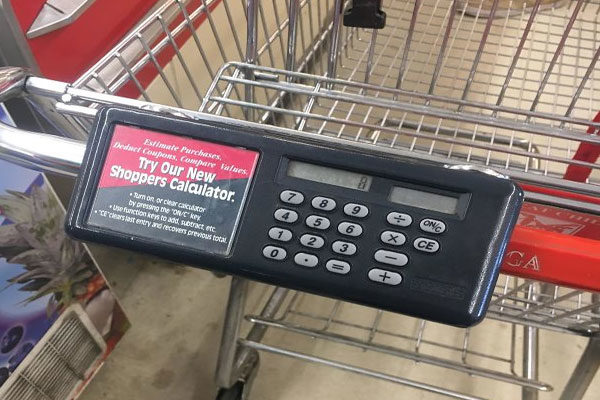 Estimate Purchases.
Deduct Coupons, Compare Values.
Try Our New
Shoppers Calculator.
• Turn on, or clear calculator
by pressing the "ON/C" key
• Use function keys to add, subtract, etc.
• "CE" clears last entry and recovers previous total.
0
7 8 9 ÷ ON/C
4 5 6 × CE
1 2 3 −
0 · = +
GA